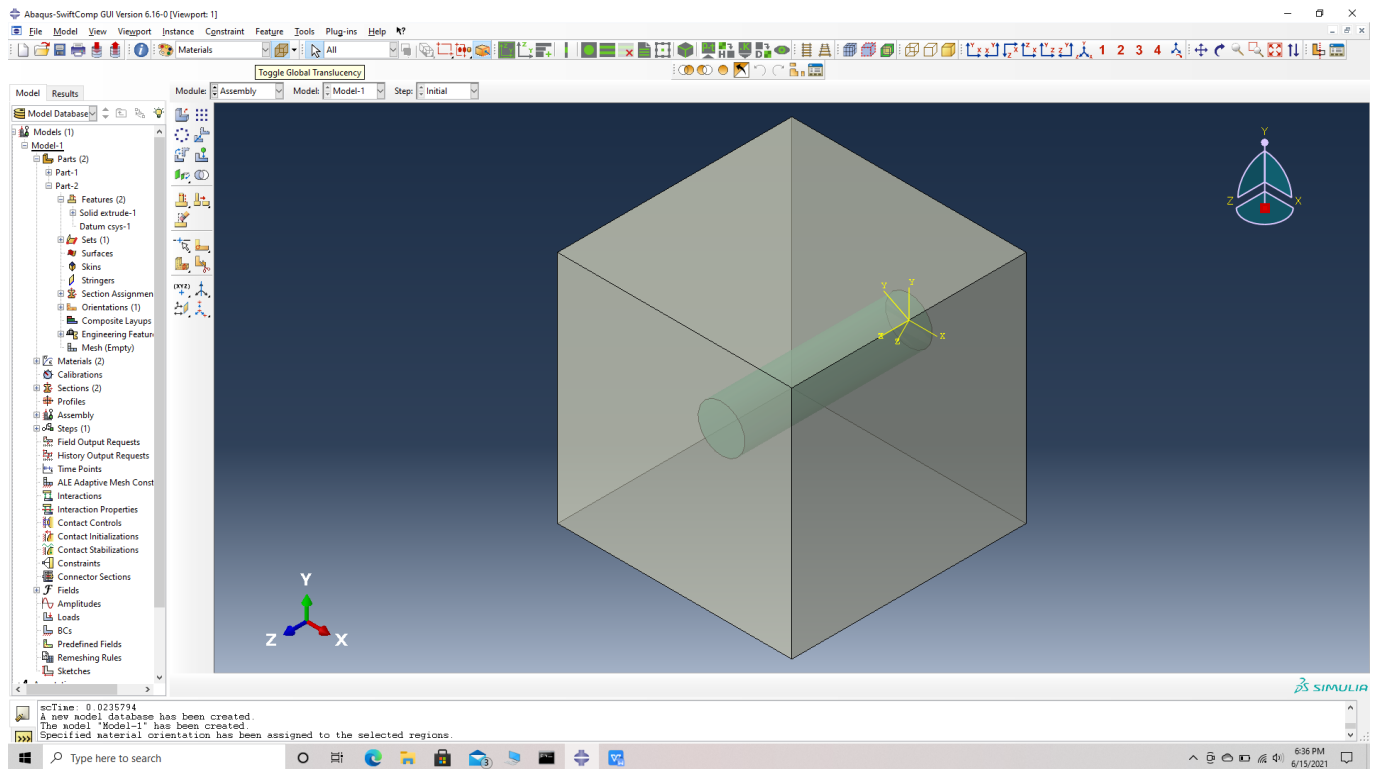 Abaqus-SwiftComp GUI Version 6.16-0 [Viewport: 1]
File Model View Viewport Instance Constraint Feature Tools Plug-ins Help
Materials All 1 2 3 4
Toggle Global Translucency
Model Results Module: Assembly Model: Model-1 Step: Initial
Model Database
Models (1)
Model-1
Parts (2)
Part-1
Part-2
Features (2)
Solid extrude-1
Datum csys-1
Sets (1)
Surfaces
Skins
Stringers
Section Assignmen
Orientations (1)
Composite Layups
Engineering Featur
Mesh (Empty)
Materials (2)
Calibrations
Sections (2)
Profiles
Assembly
Steps (1)
Field Output Requests
History Output Requests
Time Points
ALE Adaptive Mesh Const
Interactions
Interaction Properties
Contact Controls
Contact Initializations
Contact Stabilizations
Constraints
Connector Sections
Fields
Amplitudes
Loads
BCs
Predefined Fields
Remeshing Rules
Sketches
(XYZ)
Y
Z X
Y Y
Z Z X
Y
Z X
SIMULIA
scTime: 0.0235794
A new model database has been created.
The model "Model-1" has been created.
Specified material orientation has been assigned to the selected regions.
Type here to search
3
6:36 PM
6/15/2021